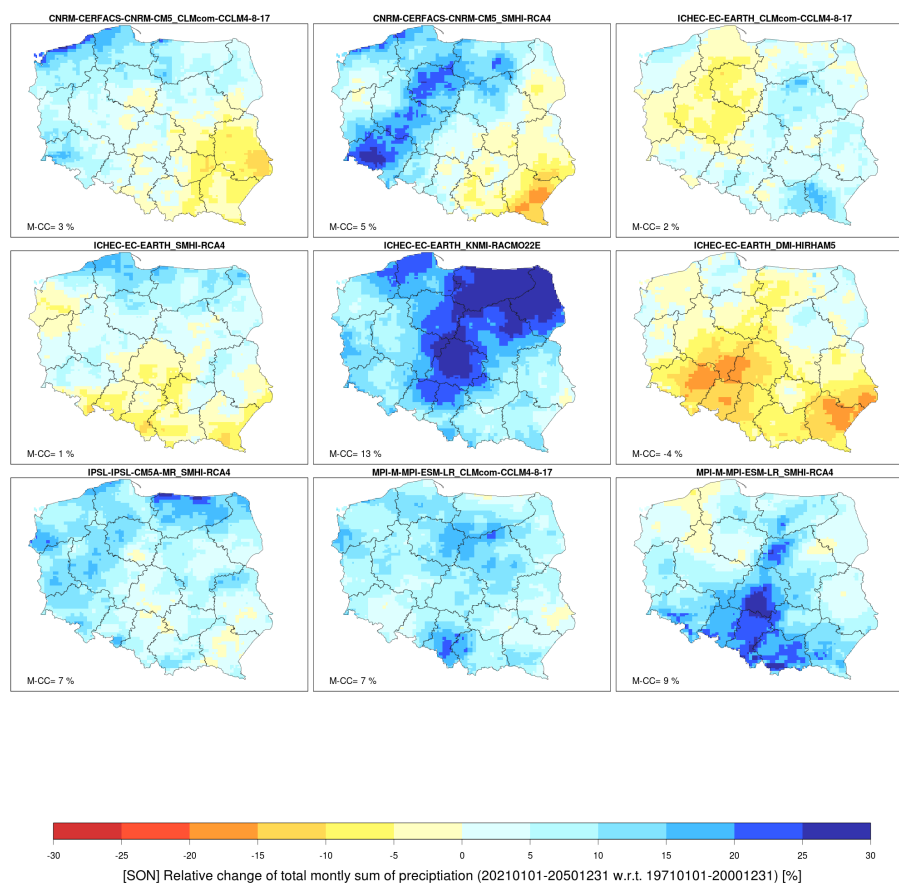 CNRM-CERFACS-CNRM-CM5_CLMcom-CCLM4-8-17
CNRM-CERFACS-CNRM-CM5_SMHI-RCA4
ICHEC-EC-EARTH_CLMcom-CCLM4-8-17
M-CC= 3 %
M-CC= 5 %
M-CC= 2 %
ICHEC-EC-EARTH_SMHI-RCA4
ICHEC-EC-EARTH_KNMI-RACMO22E
ICHEC-EC-EARTH_DMI-HIRHAM5
M-CC= 1 %
M-CC= 13 %
M-CC= -4 %
IPSL-IPSL-CM5A-MR_SMHI-RCA4
MPI-M-MPI-ESM-LR_CLMcom-CCLM4-8-17
MPI-M-MPI-ESM-LR_SMHI-RCA4
M-CC= 7 %
M-CC= 7 %
M-CC= 9 %
-30 -25 -20 -15 -10 -5 0 5 10 15 20 25 30
[SON] Relative change of total montly sum of precipitiation (20210101-20501231 w.r.t. 19710101-20001231) [%]